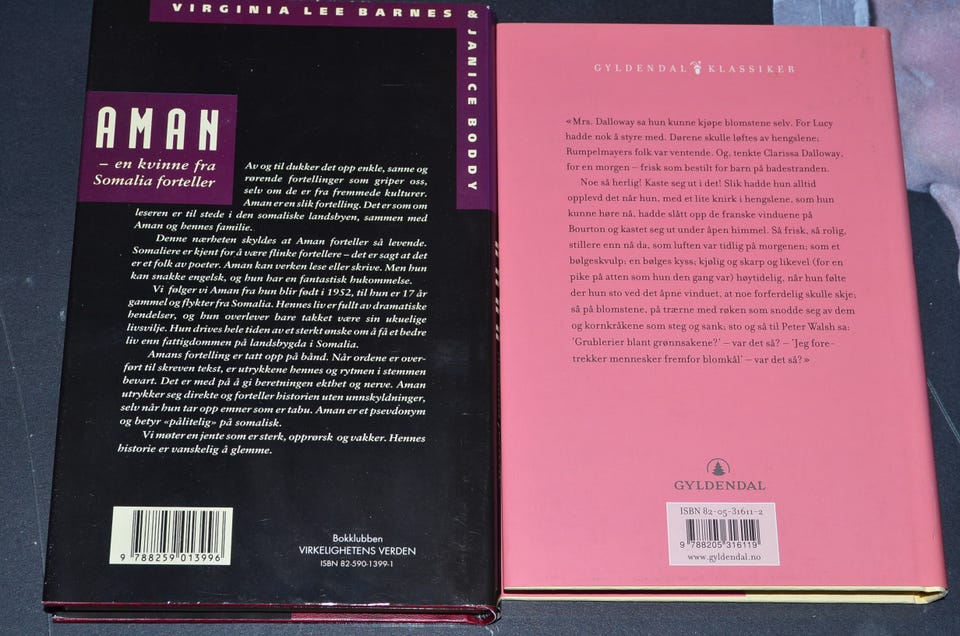 VIRGINIA LEE BARNES & JANICE BODDY
AMAN
– en kvinne fra
Somalia forteller
Av og til dukker det opp enkle, sanne og
rørende fortellinger som griper oss,
selv om de er fra fremmede kulturer.
Aman er en slik fortelling. Det er som om
leseren er til stede i den somaliske landsbyen, sammen med
Aman og hennes familie.
Denne nærheten skyldes at Aman forteller så levende.
Somaliere er kjent for å være flinke fortellere – det er sagt at det
er et folk av poeter. Aman kan verken lese eller skrive. Men hun
kan snakke engelsk, og hun har en fantastisk hukommelse.
Vi følger vi Aman fra hun blir født i 1952, til hun er 17 år
gammel og flykter fra Somalia. Hennes liv er fullt av dramatiske
hendelser, og hun overlever bare takket være sin ukuelige
livsvilje. Hun drives hele tiden av et sterkt ønske om å få et bedre
liv enn fattigdommen på landsbygda i Somalia.
Amans fortelling er tatt opp på bånd. Når ordene er over-
ført til skreven tekst, er utrykkene hennes og rytmen i stemmen
bevart. Det er med på å gi beretningen ekthet og nerve. Aman
utrykker seg direkte og forteller historien uten unnskyldninger,
selv når hun tar opp emner som er tabu. Aman er et psevdonym
og betyr «pålitelig» på somalisk.
Vi møter en jente som er sterk, opprørsk og vakker. Hennes
historie er vanskelig å glemme.
9 788259 013996
Bokklubben
VIRKELIGHETENS VERDEN
ISBN 82-590-1399-1
GYLDENDAL KLASSIKER
«Mrs. Dalloway sa hun kunne kjøpe blomstene selv. For Lucy
hadde nok å styre med. Dørene skulle løftes av hengslene;
Rumpelmayers folk var ventende. Og, tenkte Clarissa Dalloway,
for en morgen – frisk som bestilt for barn på badestranden.
Noe så herlig! Kaste seg ut i det! Slik hadde hun alltid
opplevd det når hun, med et lite knirk i hengslene, som hun
kunne høre nå, hadde slått opp de franske vinduene på
Bourton og kastet seg ut under åpen himmel. Så frisk, så rolig,
stillere enn nå da, som luften var tidlig på morgenen; som et
bølgeskvulp; en bølges kyss; kjølig og skarp og likevel (for en
pike på atten som hun den gang var) høytidelig, når hun følte
der hun sto ved det åpne vinduet, at noe forferdelig skulle skje;
så på blomstene, på trærne med røken som snodde seg av dem
og kornkråkene som steg og sank; sto og så til Peter Walsh sa:
'Grublerier blant grønnsakene?' – var det så? – 'Jeg fore-
trekker mennesker fremfor blomkål' – var det så?»
GYLDENDAL
ISBN 82-05-31611-2
9 788205 316119
www.gyldendal.no